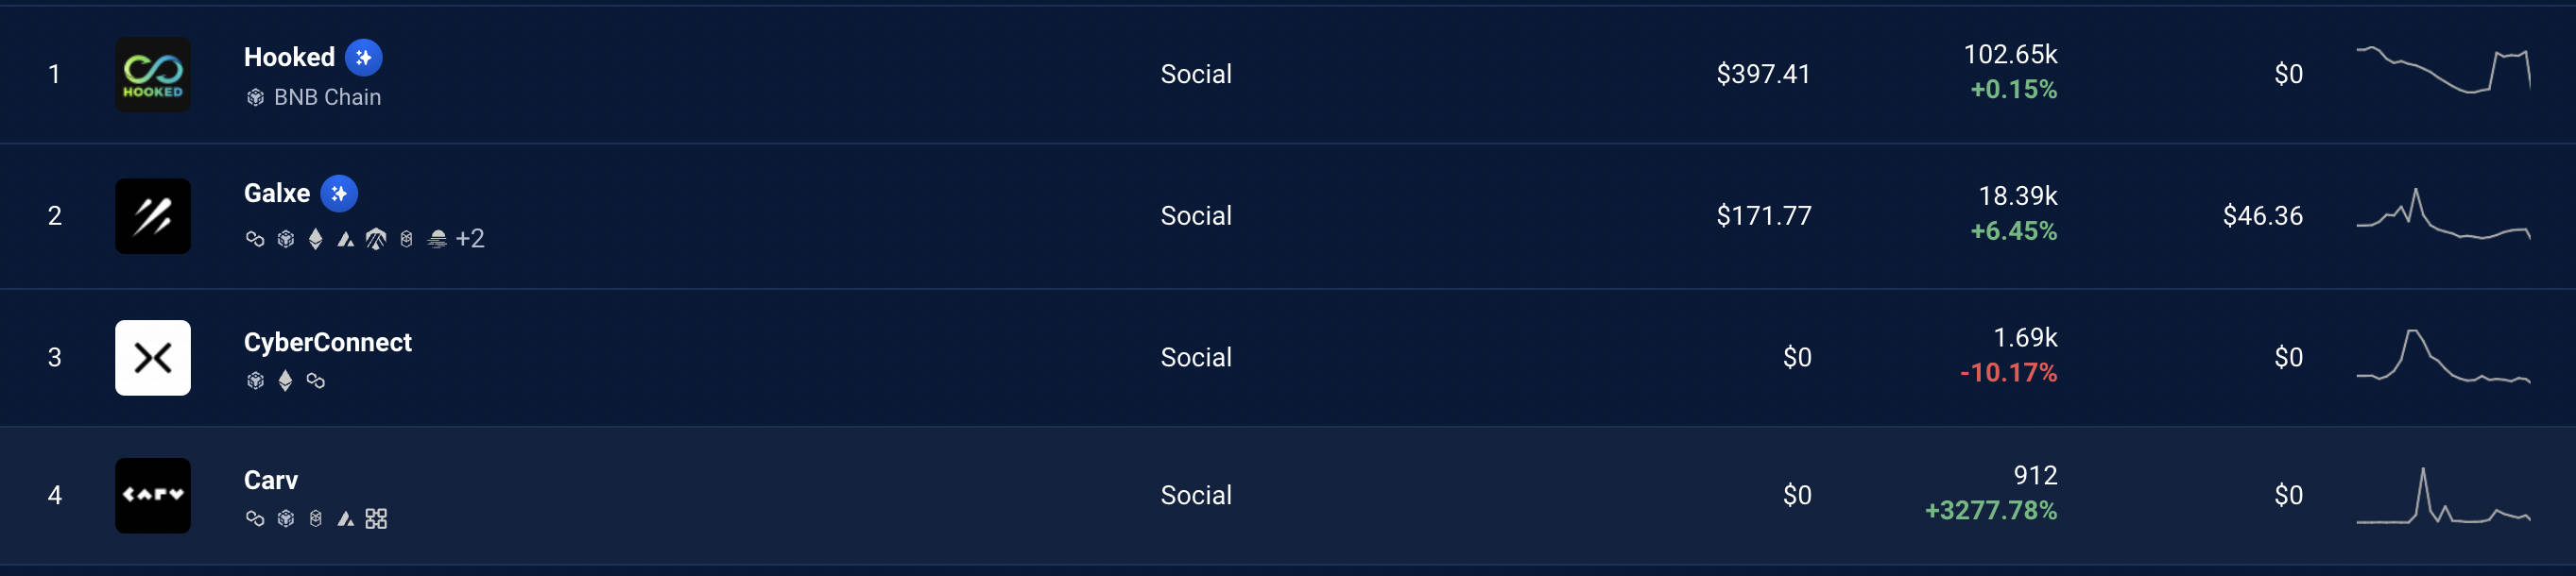 1 HOOKED Hooked Social $397.41 102.65k $0
BNB Chain +0.15%
2 Galxe Social $171.77 18.39k $46.36
+2 +6.45%
3 CyberConnect Social $0 1.69k $0
-10.17%
4 CARV Carv Social $0 912 $0
+3277.78%